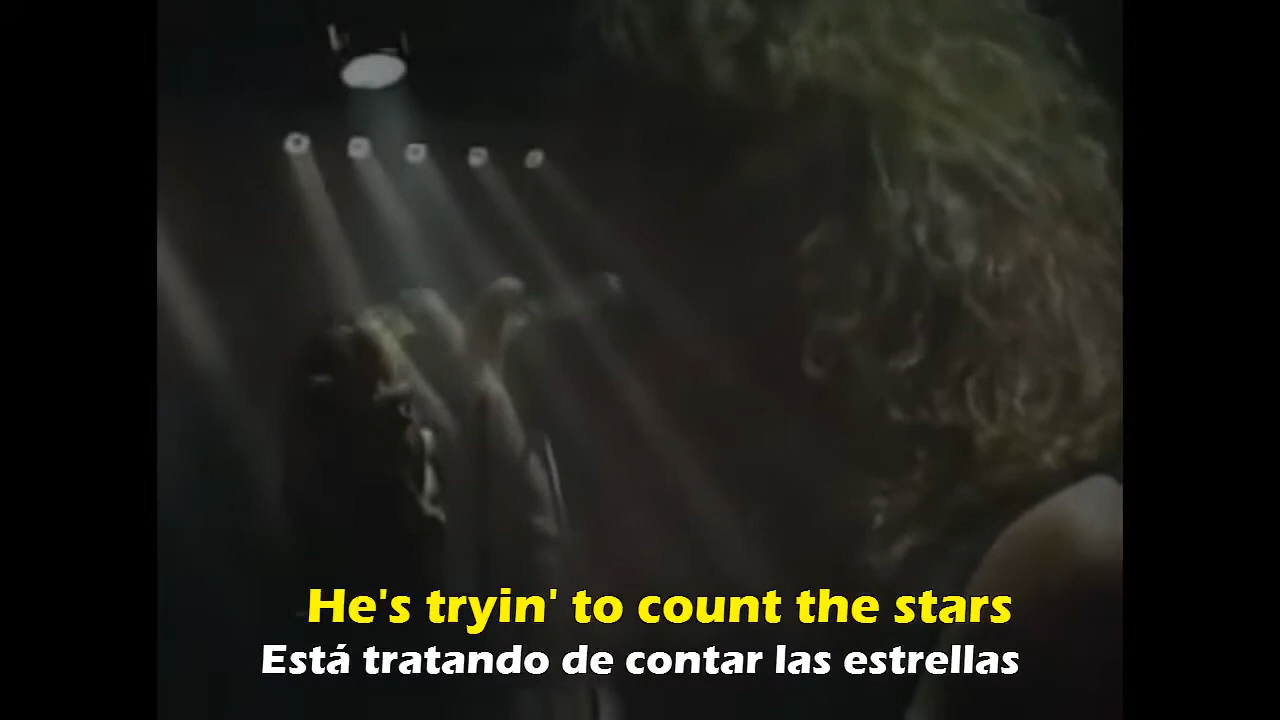 He's tryin' to count the stars
Está tratando de contar las estrellas